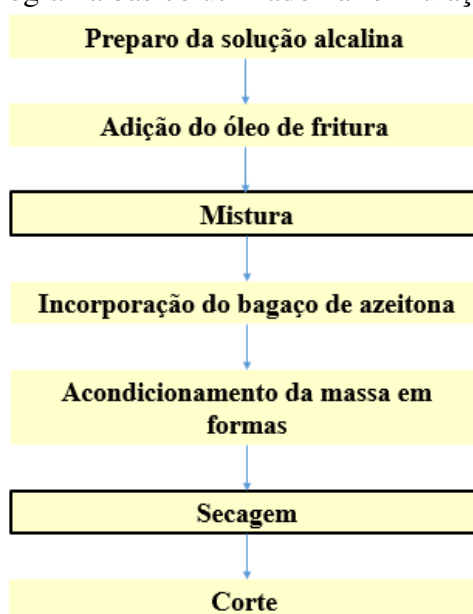 Preparo da solução alcalina
Adição do óleo de fritura
Mistura
Incorporação do bagaço de azeitona
Acondicionamento da massa em
formas
Secagem
Corte